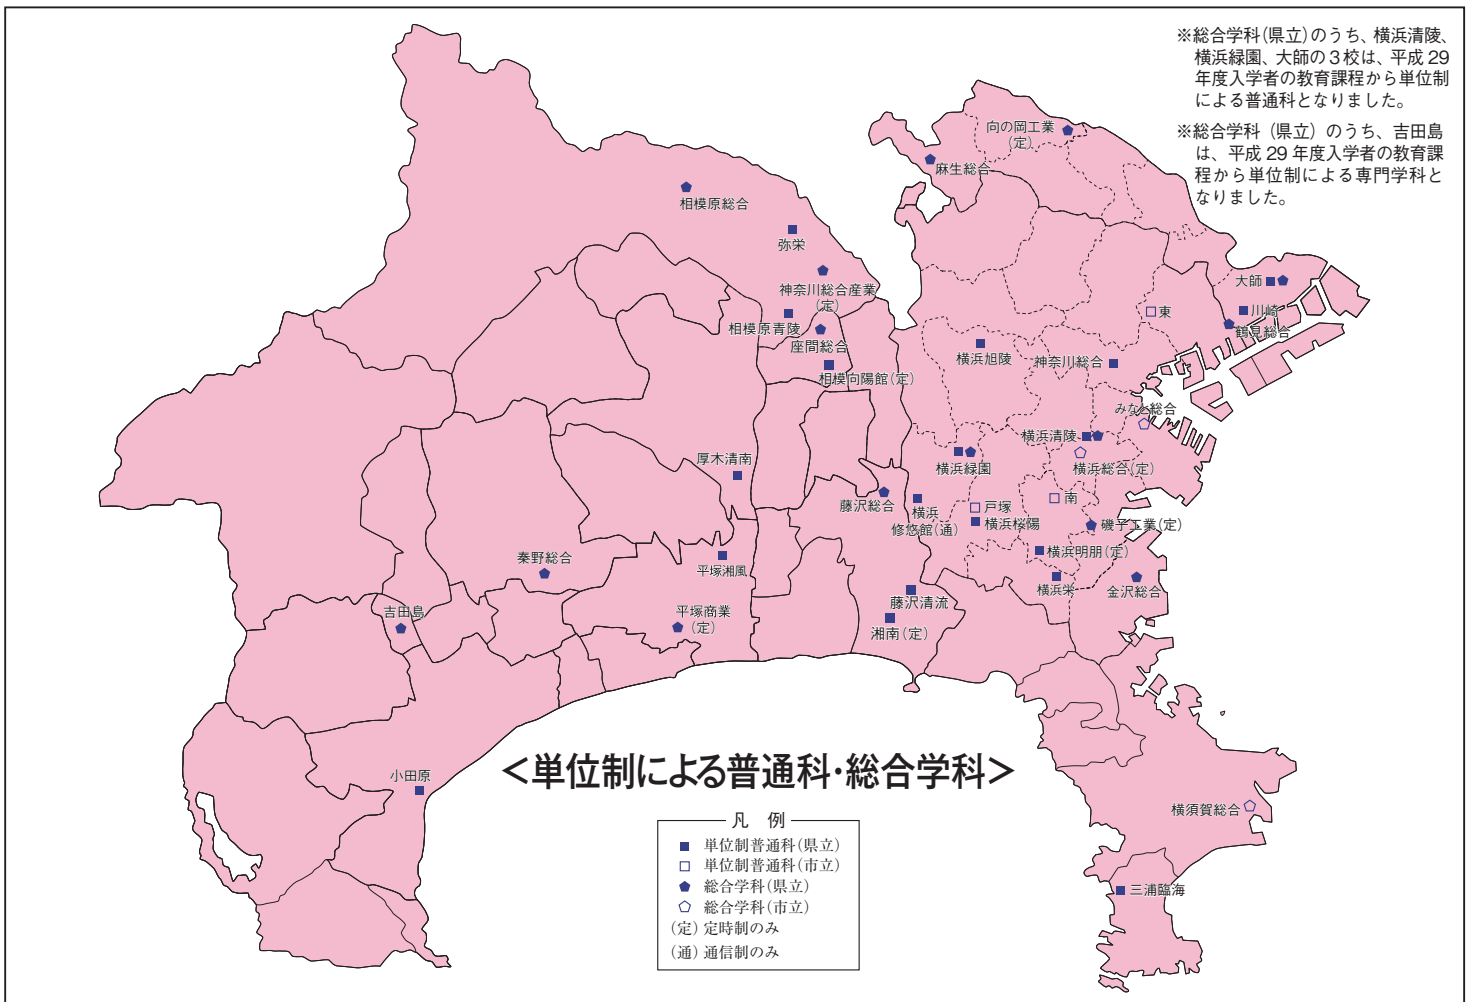 ※総合学科(県立)のうち、横浜清陵、
横浜緑園、大師の3校は、平成 29
年度入学者の教育課程から単位制
による普通科となりました。
※総合学科 (県立) のうち、吉田島
は、平成 29 年度入学者の教育課
程から単位制による専門学科と
なりました。
向の岡工業
(定)
麻生総合
相模原総合
弥栄
神奈川総合産業
(定)
大師
川崎
鶴見総合
東
相模原青陵
座間総合
横浜旭陵
神奈川総合
相模向陽館(定)
みなと総合
横浜清陵
横浜総合(定)
横浜緑園
厚木清南
藤沢総合
横浜
修悠館(通)
戸塚
横浜桜陽
南
磯子工業(定)
横浜明朋(定)
横浜栄
金沢総合
秦野総合
平塚湘風
吉田島
平塚商業
(定)
藤沢清流
湘南(定)
小田原
<単位制による普通科・総合学科>
横須賀総合
三浦臨海
凡 例
単位制普通科(県立)
単位制普通科(市立)
総合学科(県立)
総合学科(市立)
(定) 定時制のみ
(通) 通信制のみ